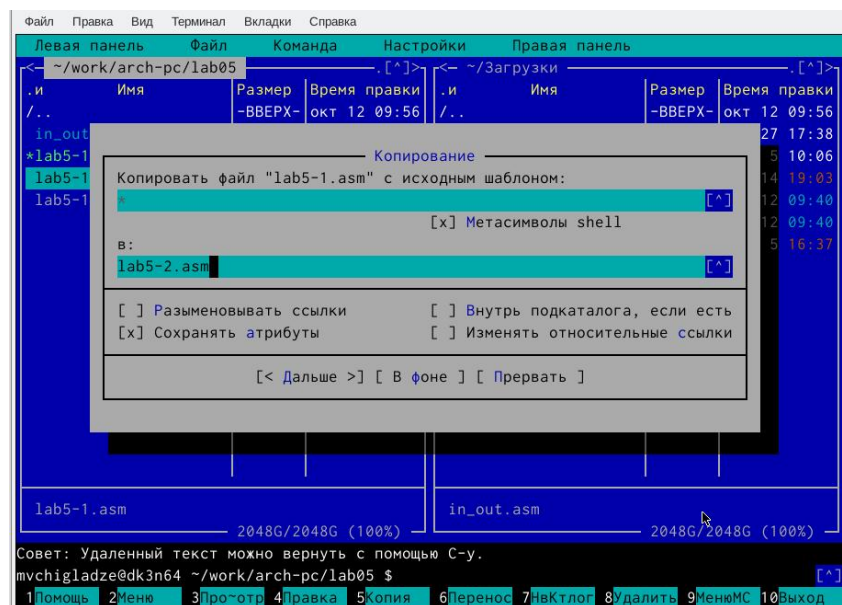 Файл Правка Вид Терминал Вкладки Справка
Левая панель Файл Команда Настройки Правая панель
<— ~/work/arch-pc/lab05 .[^]> <— ~/Загрузки .[^]>
.и Имя Размер Время правки .и Имя Размер Время правки
/.. -ВВЕРХ- окт 12 09:56 /.. -ВВЕРХ- окт 12 09:56
in_out 27 17:38
*lab5-1 Копирование 5 10:06
lab5-1 Копировать файл "lab5-1.asm" с исходным шаблоном: 14 19:03
lab5-1 * [^] 12 09:40
[x] Метасимволы shell 12 09:40
в: 5 16:37
lab5-2.asm [^]
[ ] Разыменовывать ссылки [ ] Внутрь подкаталога, если есть
[x] Сохранять атрибуты [ ] Изменять относительные ссылки
[< Дальше >] [ В фоне ] [ Прервать ]
lab5-1.asm in_out.asm
2048G/2048G (100%) 2048G/2048G (100%)
Совет: Удаленный текст можно вернуть с помощью C-y.
mvchigladze@dk3n64 ~/work/arch-pc/lab05 $ [^]
1Помощь 2Меню 3Про~отр 4Правка 5Копия 6Перенос 7НвКтлог 8Удалить 9МенюMC 10Выход